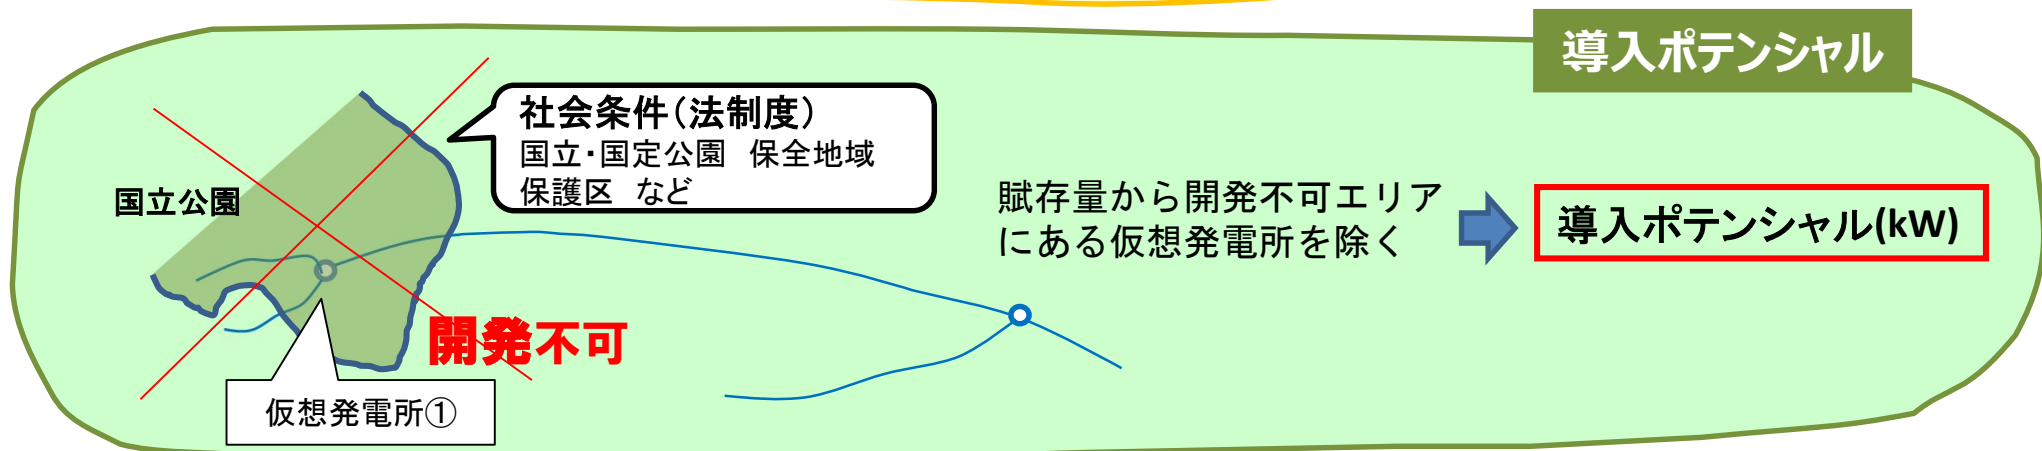 導入ポテンシャル
社会条件(法制度)
国立・国定公園　保全地域
保護区　など
国立公園
賦存量から開発不可エリア
にある仮想発電所を除く
導入ポテンシャル(kW)
開発不可
仮想発電所①